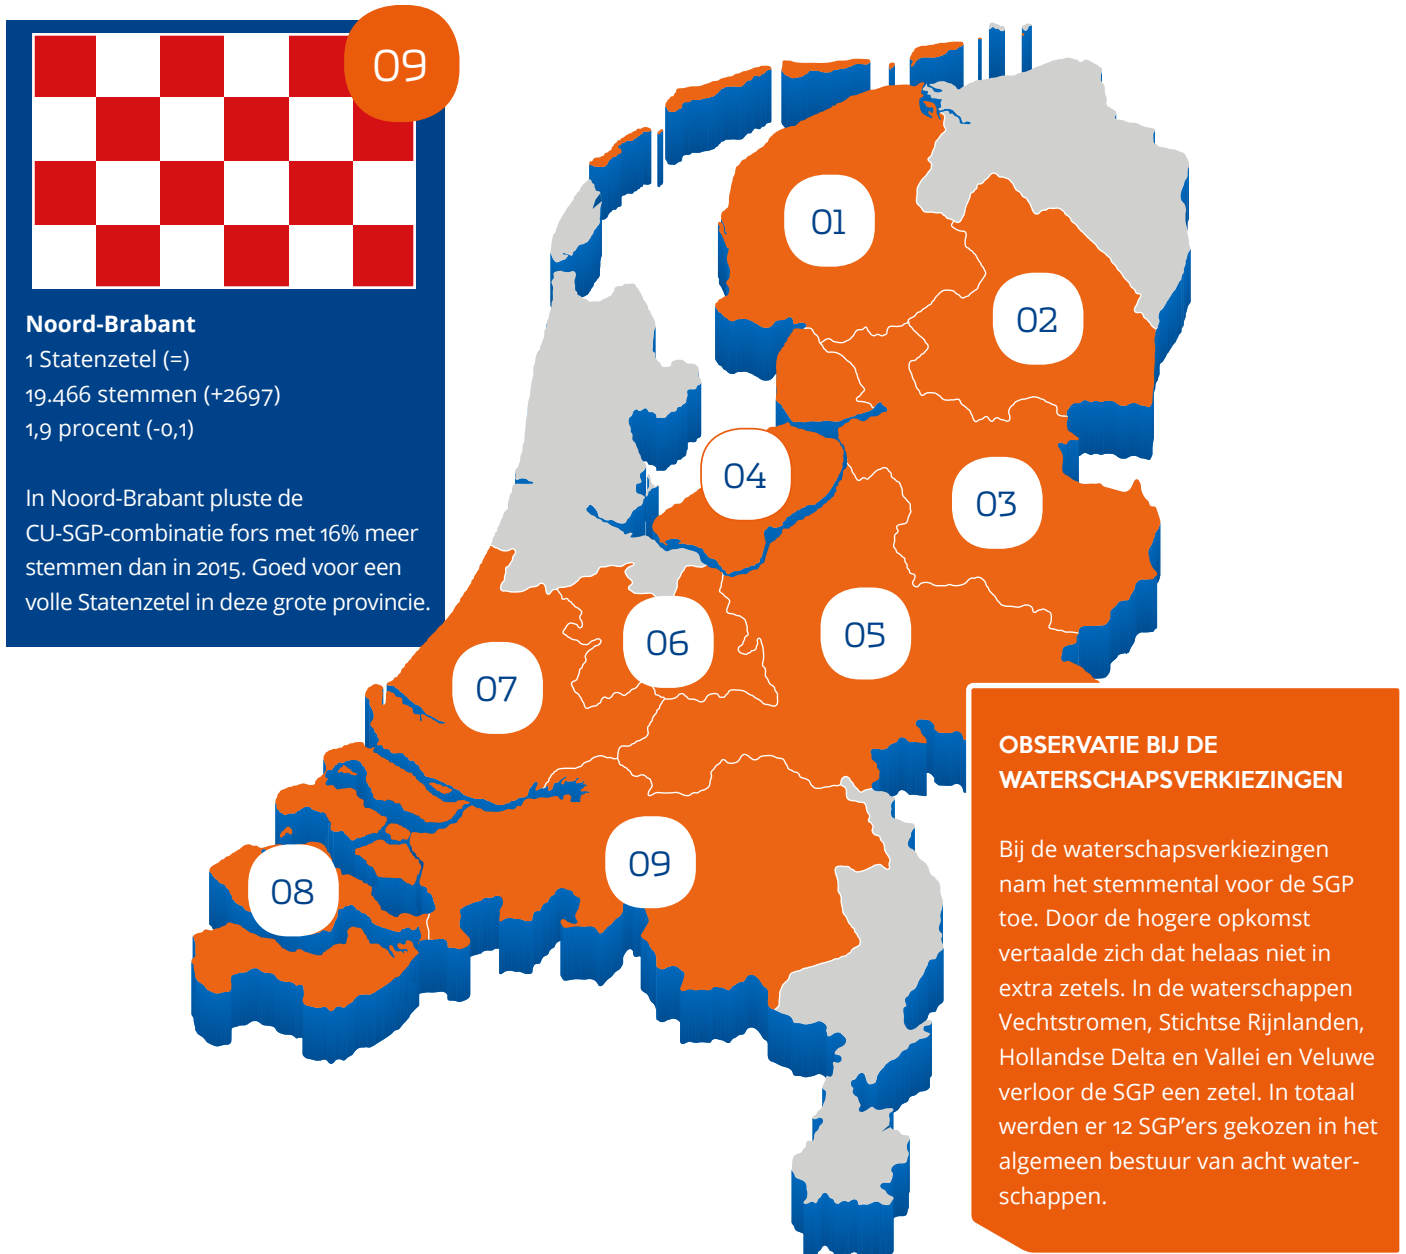 09
Noord-Brabant
1 Statenzetel (=)
19.466 stemmen (+2697)
1,9 procent (-0,1)
In Noord-Brabant pluste de
CU-SGP-combinatie fors met 16% meer
stemmen dan in 2015. Goed voor een
volle Statenzetel in deze grote provincie.
01
02
03
04
05
06
07
08
09
OBSERVATIE BIJ DE
WATERSCHAPSVERKIEZINGEN
Bij de waterschapsverkiezingen
nam het stemmental voor de SGP
toe. Door de hogere opkomst
vertaalde zich dat helaas niet in
extra zetels. In de waterschappen
Vechtstromen, Stichtse Rijnlanden,
Hollandse Delta en Vallei en Veluwe
verloor de SGP een zetel. In totaal
werden er 12 SGP’ers gekozen in het
algemeen bestuur van acht water-
schappen.